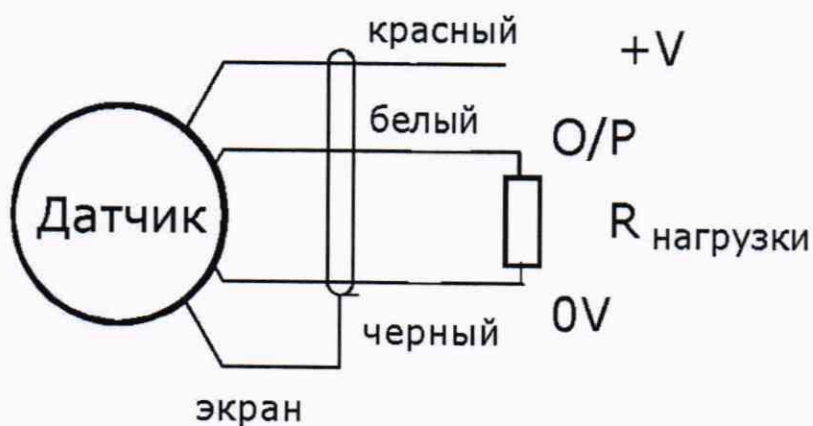 красный
+V
белый
O/P
Датчик
R нагрузки
черный
0V
экран